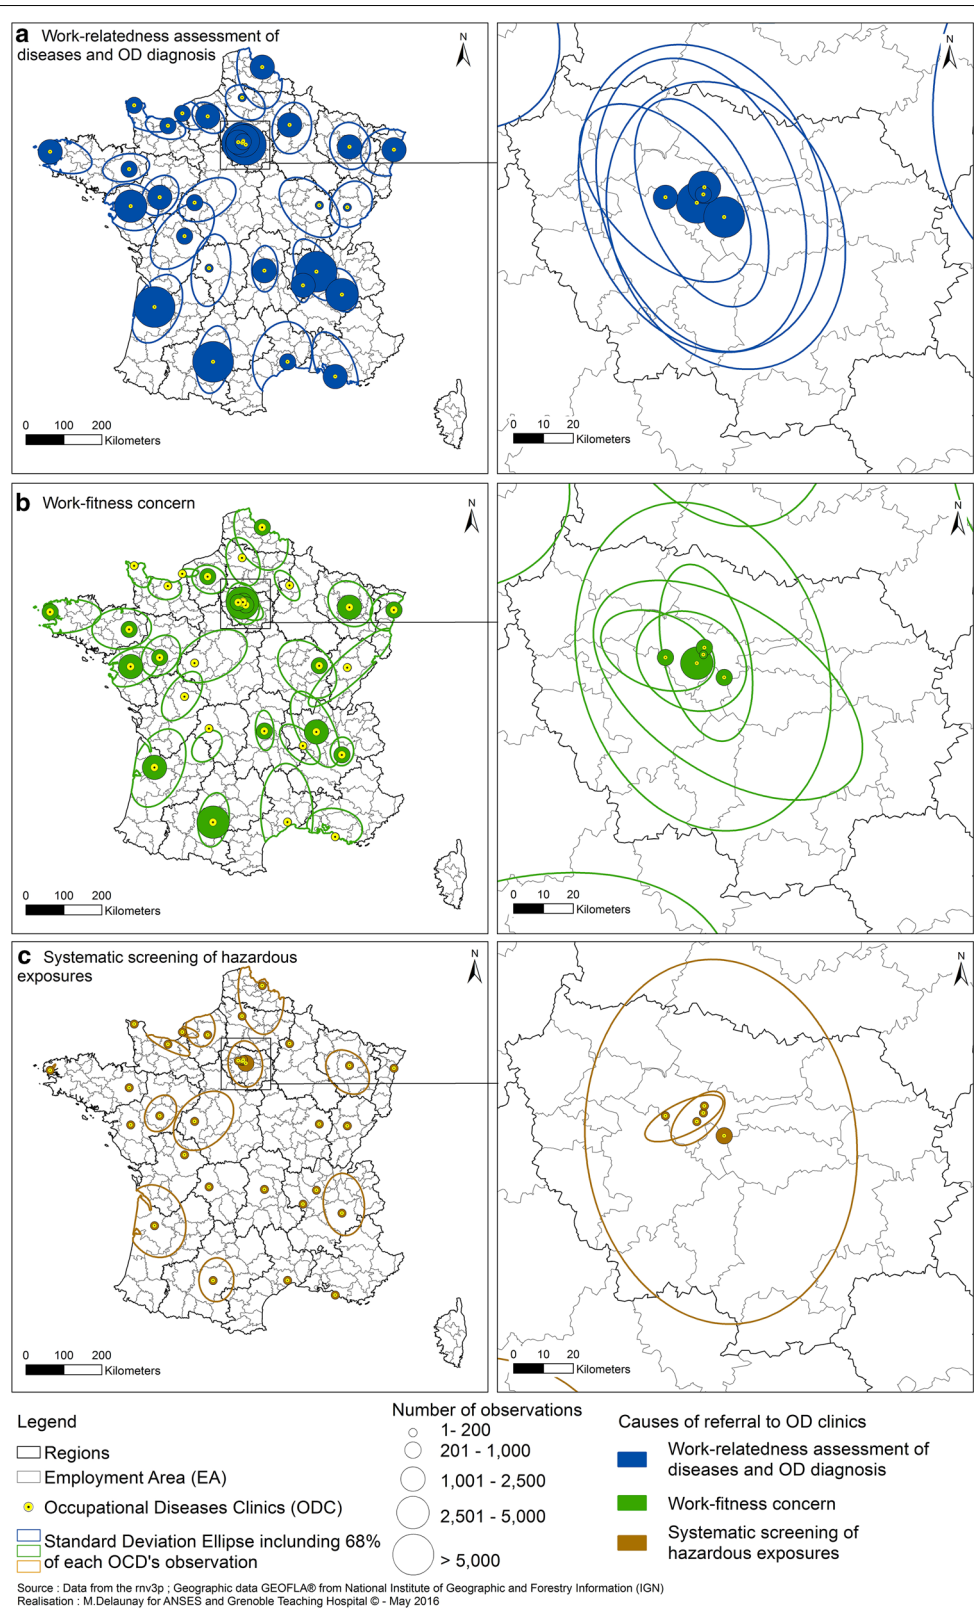 a Work-relatedness assessment of
diseases and OD diagnosis
N
0 100 200
Kilometers
N
0 10 20
Kilometers
b Work-fitness concern
N
0 100 200
Kilometers
N
0 10 20
Kilometers
c Systematic screening of hazardous
exposures
N
0 100 200
Kilometers
N
0 10 20
Kilometers
Legend
Regions
Employment Area (EA)
Occupational Diseases Clinics (ODC)
Standard Deviation Ellipse inclunding 68%
of each OCD's observation
Number of observations
1- 200
201 - 1,000
1,001 - 2,500
2,501 - 5,000
> 5,000
Causes of referral to OD clinics
Work-relatedness assessment of
diseases and OD diagnosis
Work-fitness concern
Systematic screening of
hazardous exposures
Source : Data from the rnv3p ; Geographic data GEOFLA® from National Institute of Geographic and Forestry Information (IGN)
Realisation : M.Delaunay for ANSES and Grenoble Teaching Hospital © - May 2016